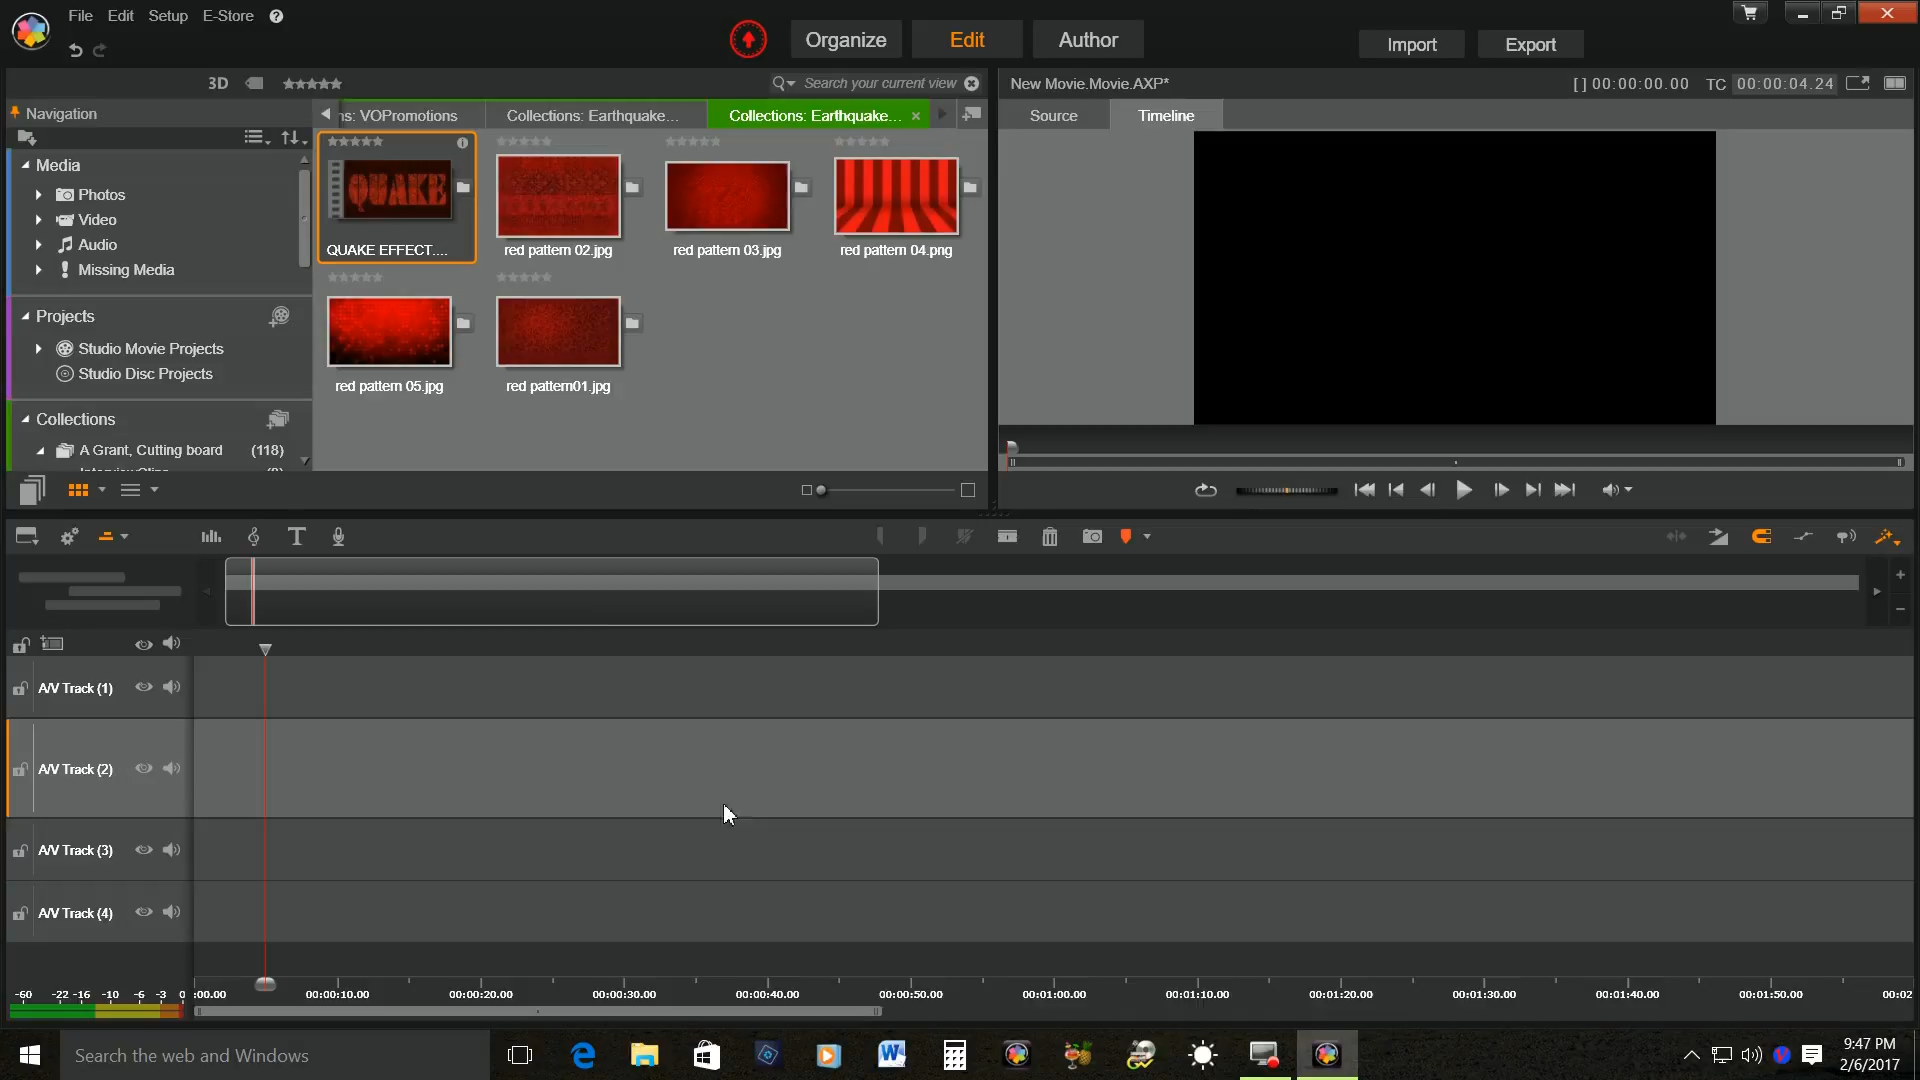 File Edit Setup E-Store ?
Organize Edit Author
Import Export
3D
Search your current view
New Movie.Movie.AXP*
[ ] 00:00:00.00 TC 00:00:04.24
Navigation
s: VOPromotions
Collections: Earthquake...
Collections: Earthquake...
Source
Timeline
Media
Photos
Video
Audio
Missing Media
Projects
Studio Movie Projects
Studio Disc Projects
Collections
A Grant, Cutting board (118)
QUAKE
QUAKE EFFECT....
red pattern 02.jpg
red pattern 03.jpg
red pattern 04.png
red pattern 05.jpg
red pattern01.jpg
A/V Track (1)
A/V Track (2)
A/V Track (3)
A/V Track (4)
-60 -22 -16 -10 -6 -3 0
:00.00 00:00:10.00 00:00:20.00 00:00:30.00 00:00:40.00 00:00:50.00 00:01:00.00 00:01:10.00 00:01:20.00 00:01:30.00 00:01:40.00 00:01:50.00 00:02
Search the web and Windows
9:47 PM
2/6/2017